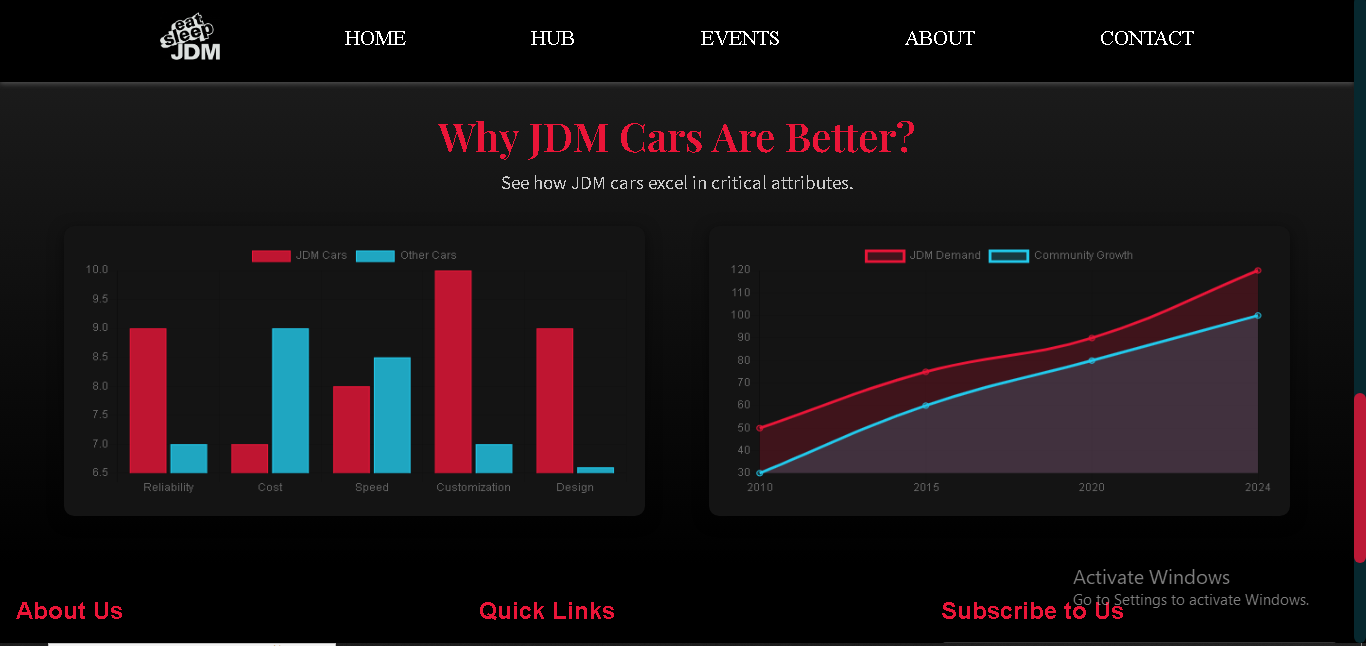 eat
sleep
JDM
HOME
HUB
EVENTS
ABOUT
CONTACT
Why JDM Cars Are Better?
See how JDM cars excel in critical attributes.
JDM Cars
Other Cars
10.0
9.5
9.0
8.5
8.0
7.5
7.0
6.5
Reliability
Cost
Speed
Customization
Design
JDM Demand
Community Growth
120
110
100
90
80
70
60
50
40
30
2010
2015
2020
2024
Activate Windows
Go to Settings to activate Windows.
About Us
Quick Links
Subscribe to Us